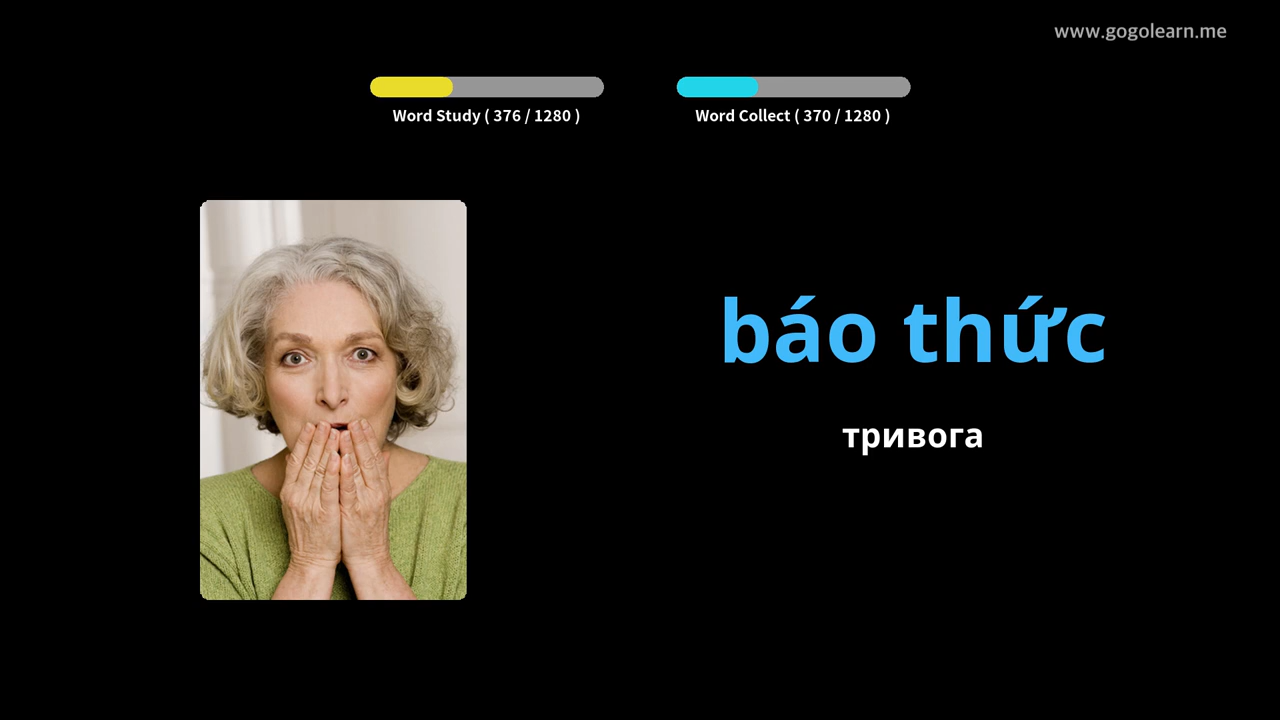 www.gogolearn.me
Word Study ( 376 / 1280 )
Word Collect ( 370 / 1280 )
báo thức
тривога